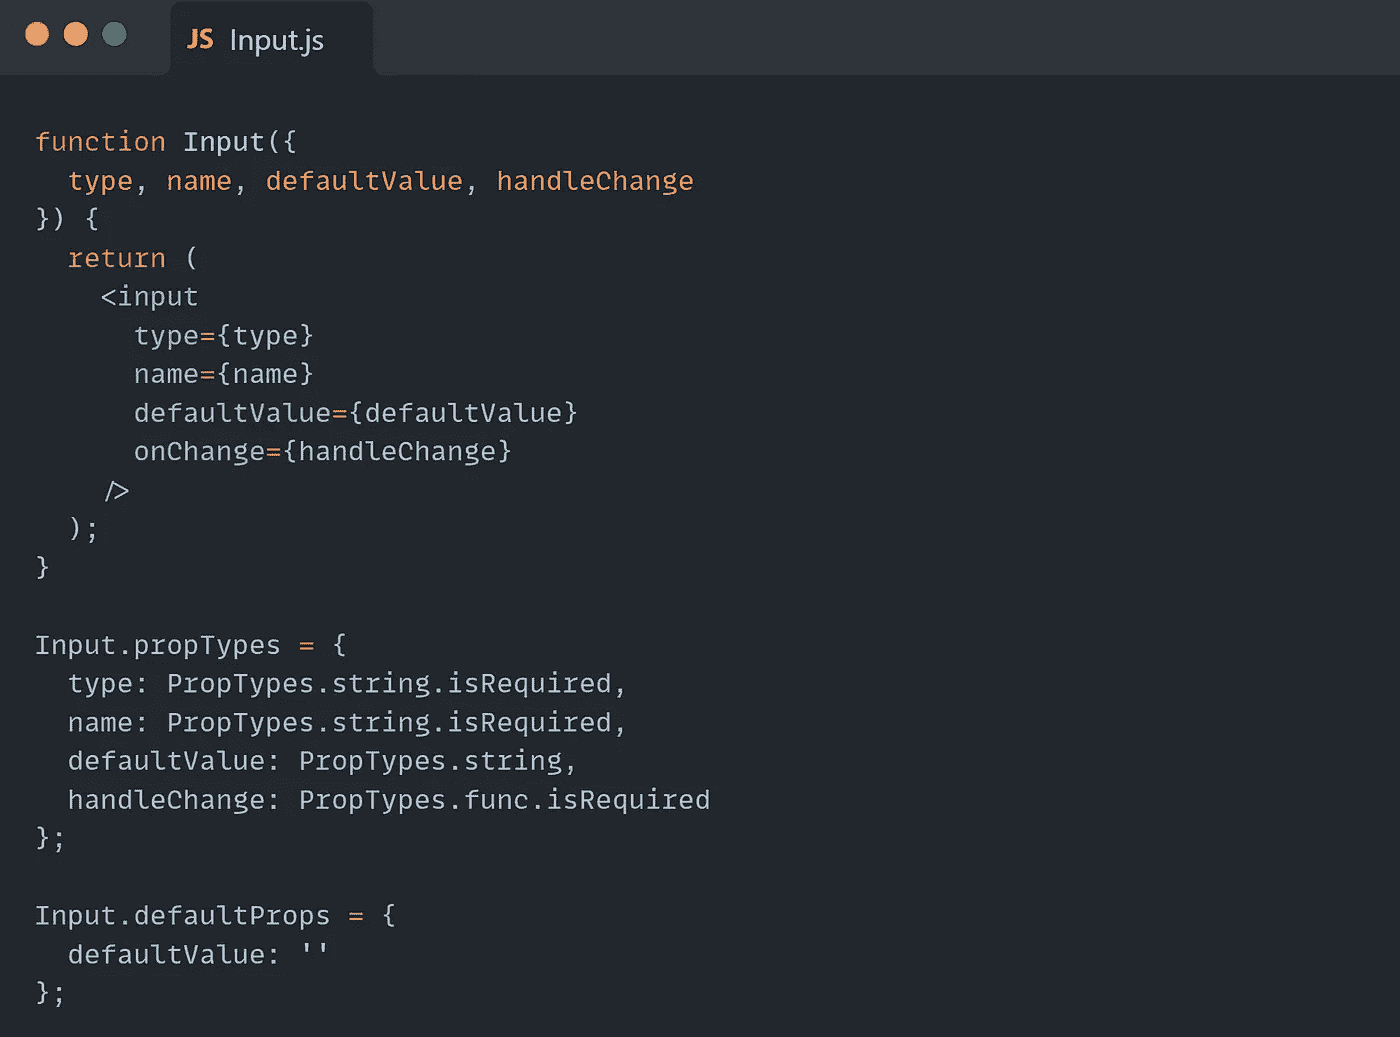 JS Input.js
function Input({
  type, name, defaultValue, handleChange
}) {
  return (
    <input
      type={type}
      name={name}
      defaultValue={defaultValue}
      onChange={handleChange}
    />
  );
}
Input.propTypes = {
  type: PropTypes.string.isRequired,
  name: PropTypes.string.isRequired,
  defaultValue: PropTypes.string,
  handleChange: PropTypes.func.isRequired
};
Input.defaultProps = {
  defaultValue: ''
};